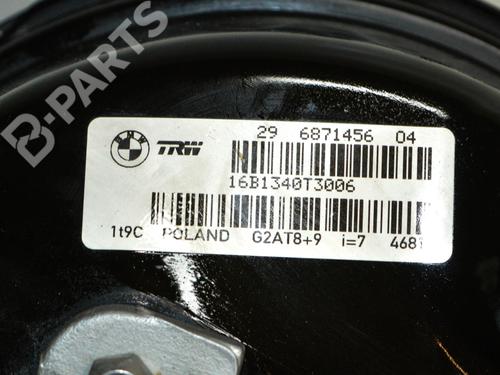 B-PARTS
BMW TRW 29 6871456 04
16B1340T3006
1t9C POLAND G2AT8+9 i=7 468